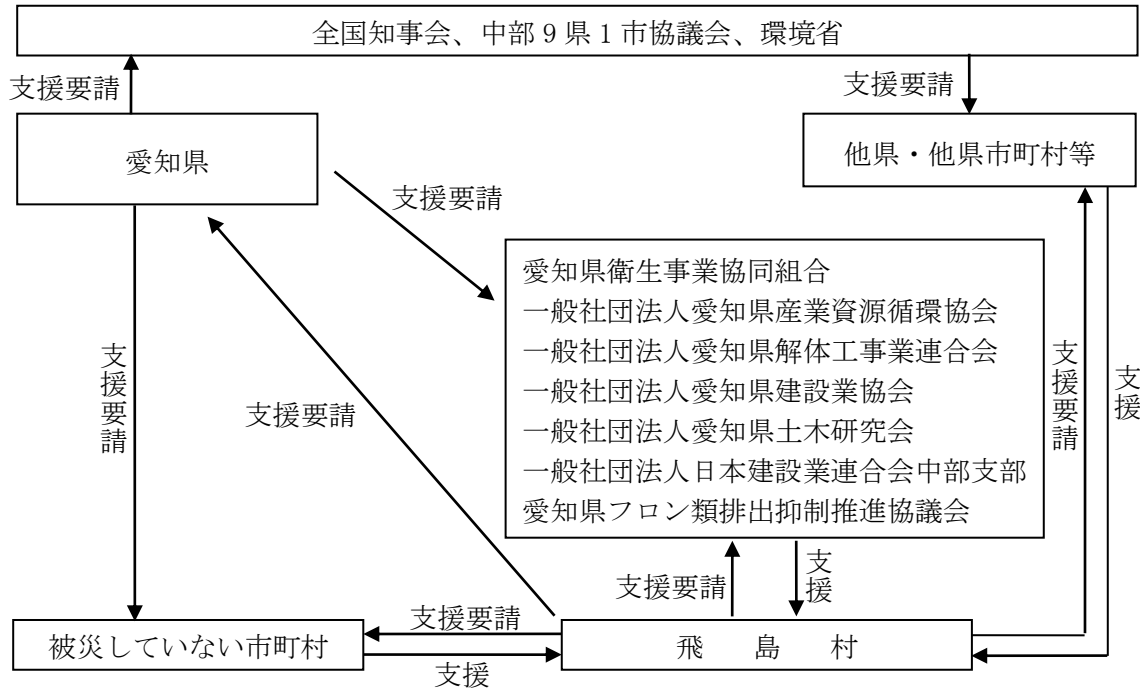 全国知事会、中部9県1市協議会、環境省
支援要請
支援要請
愛知県
他県・他県市町村等
支援要請
愛知県衛生事業協同組合
一般社団法人愛知県産業資源循環協会
一般社団法人愛知県解体工事業連合会
一般社団法人愛知県建設業協会
一般社団法人愛知県土木研究会
一般社団法人日本建設業連合会中部支部
愛知県フロン類排出抑制推進協議会
支援要請
支援要請
支援要請
支援
支援要請
支援
支援要請
被災していない市町村
飛 島 村
支援